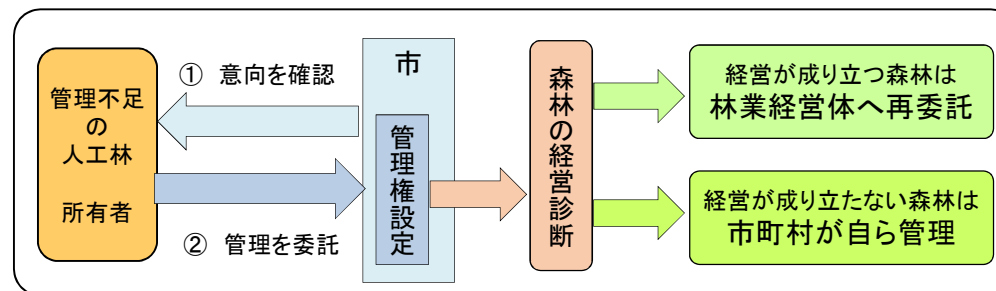 管理不足
の
人工林
所有者
① 意向を確認
② 管理を委託
市
管理権設定
森林の経営診断
経営が成り立つ森林は
林業経営体へ再委託
経営が成り立たない森林は
市町村が自ら管理